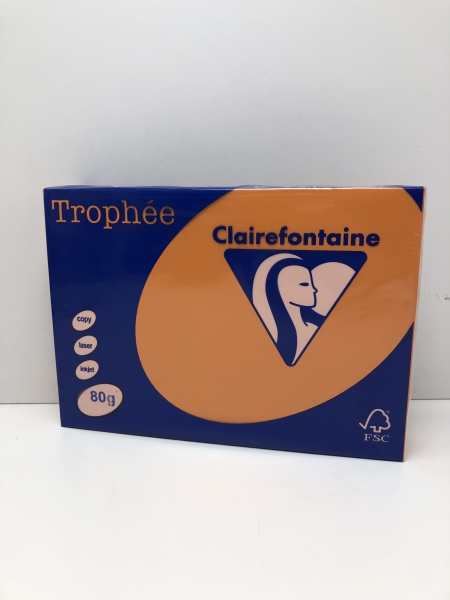 Trophée
Clairefontaine
copy
laser
inkjet
80g
FSC